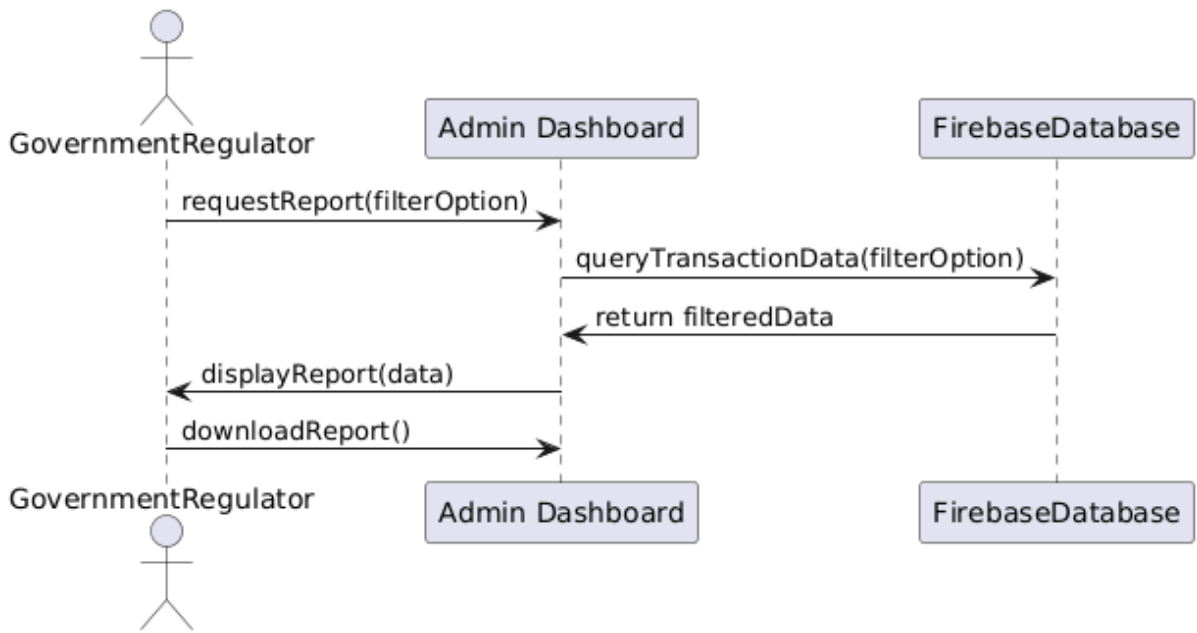 GovernmentRegulator
Admin Dashboard
FirebaseDatabase
requestReport(filterOption)
queryTransactionData(filterOption)
return filteredData
displayReport(data)
downloadReport()
GovernmentRegulator
Admin Dashboard
FirebaseDatabase